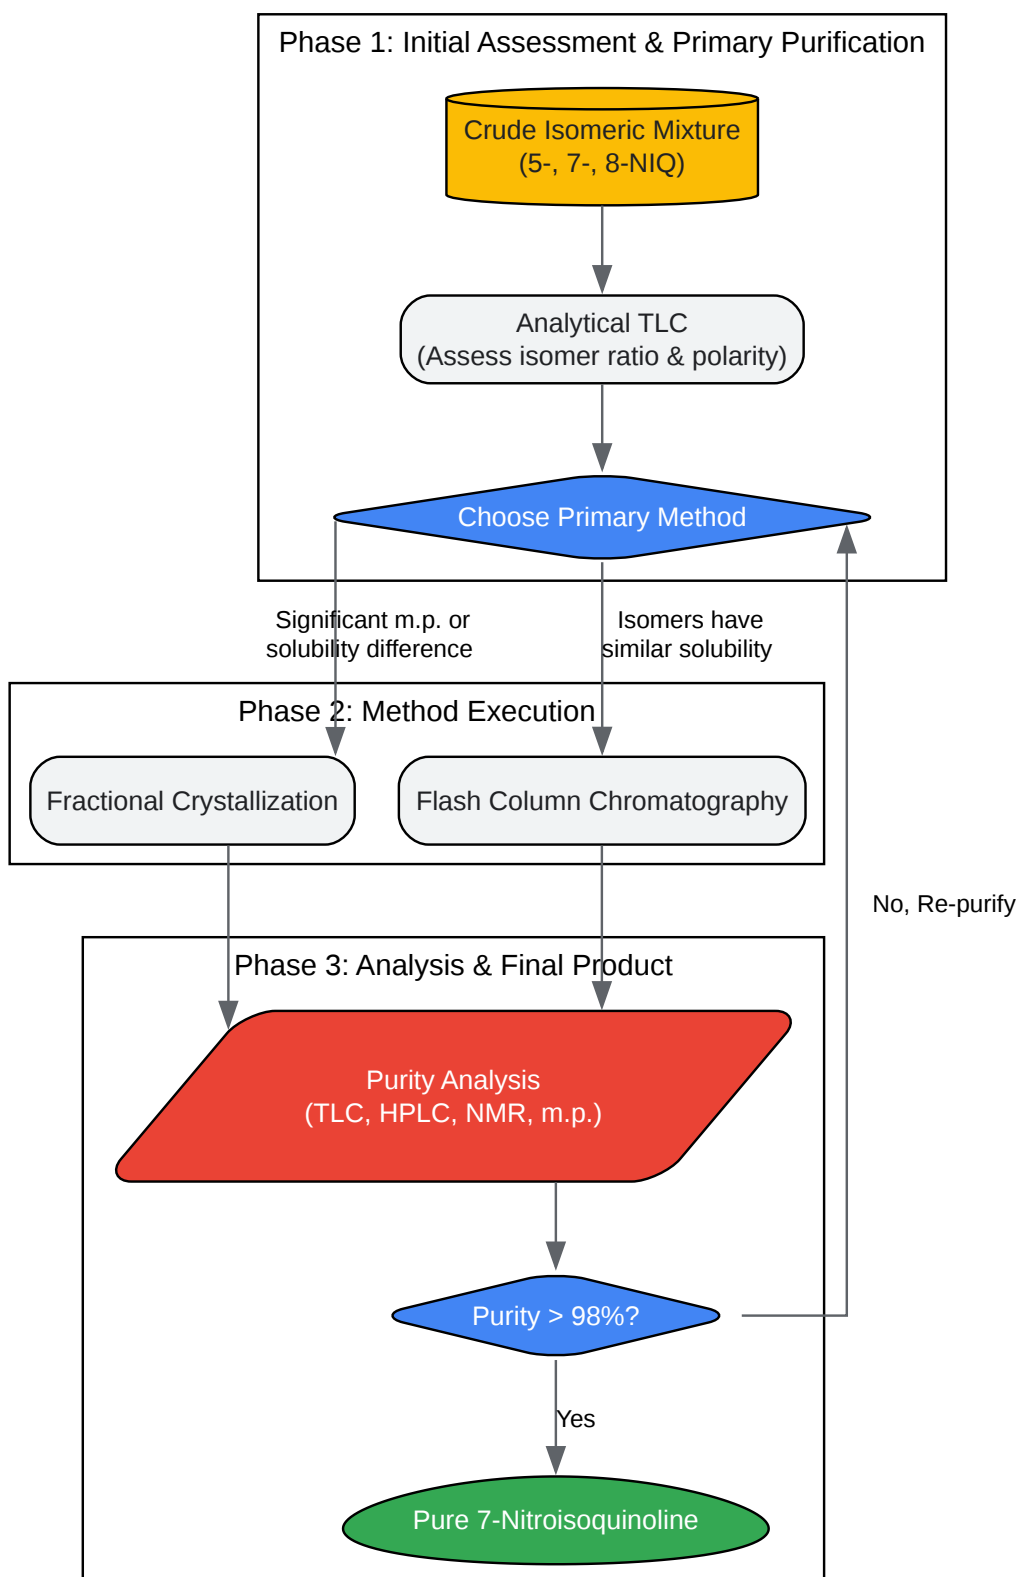 Phase 1: Initial Assessment & Primary Purification
Crude Isomeric Mixture
(5-, 7-, 8-NIQ)
Analytical TLC
(Assess isomer ratio & polarity)
Choose Primary Method
Significant m.p. or
solubility difference
Isomers have
similar solubility
Phase 2: Method Execution
Fractional Crystallization
Flash Column Chromatography
No, Re-purify
Phase 3: Analysis & Final Product
Purity Analysis
(TLC, HPLC, NMR, m.p.)
Purity > 98%?
Yes
Pure 7-Nitroisoquinoline